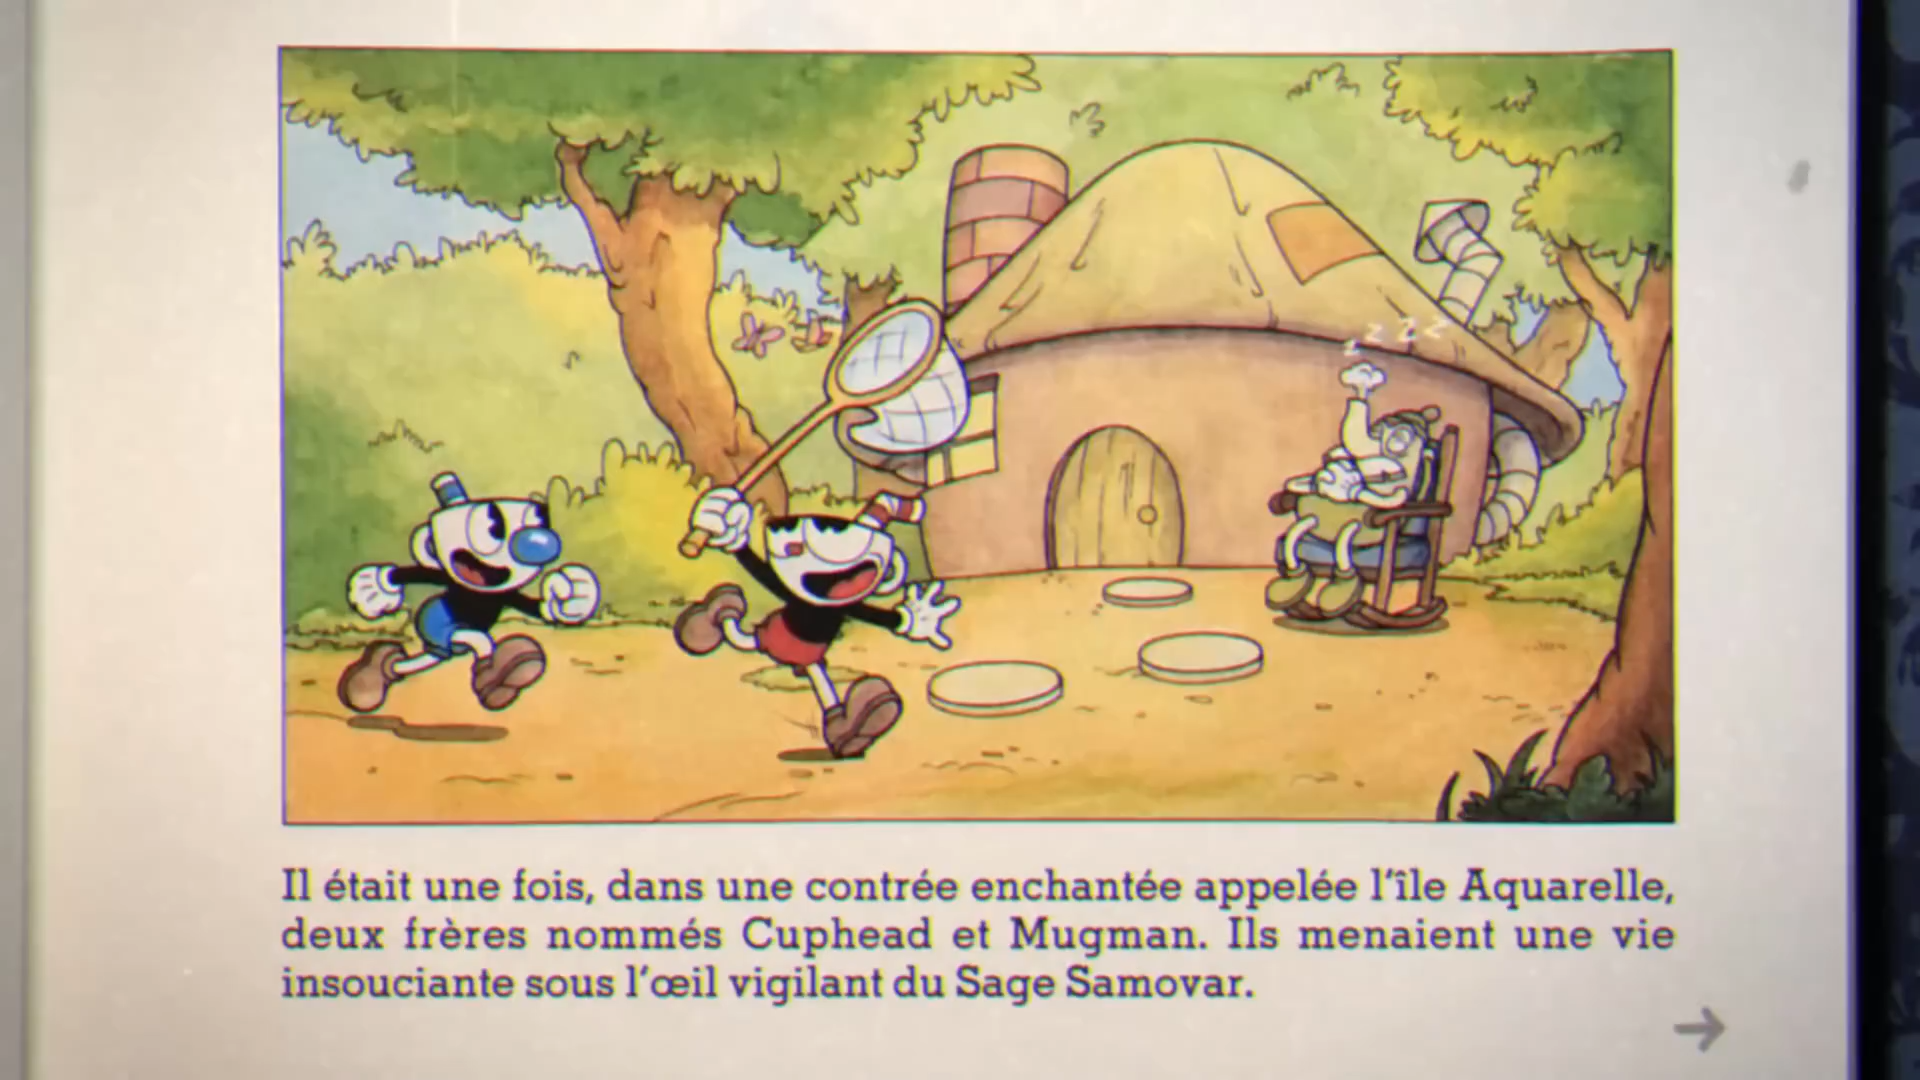 z z z z
Il était une fois, dans une contrée enchantée appelée l'île Aquarelle,
deux frères nommés Cuphead et Mugman. Ils menaient une vie
insouciante sous l'œil vigilant du Sage Samovar.